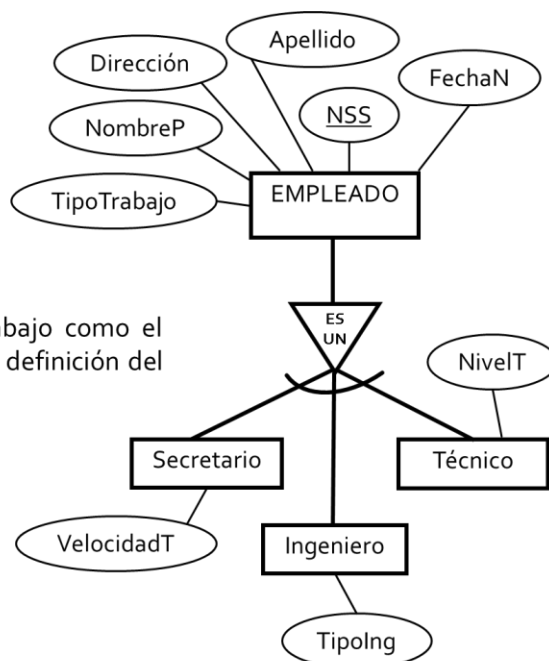 Apellido
Dirección
FechaN
NSS
NombreP
EMPLEADO
TipoTrabajo
ES
UN
bajo como el
definición del
NivelT
Secretario
Técnico
VelocidadT
Ingeniero
TipoIng